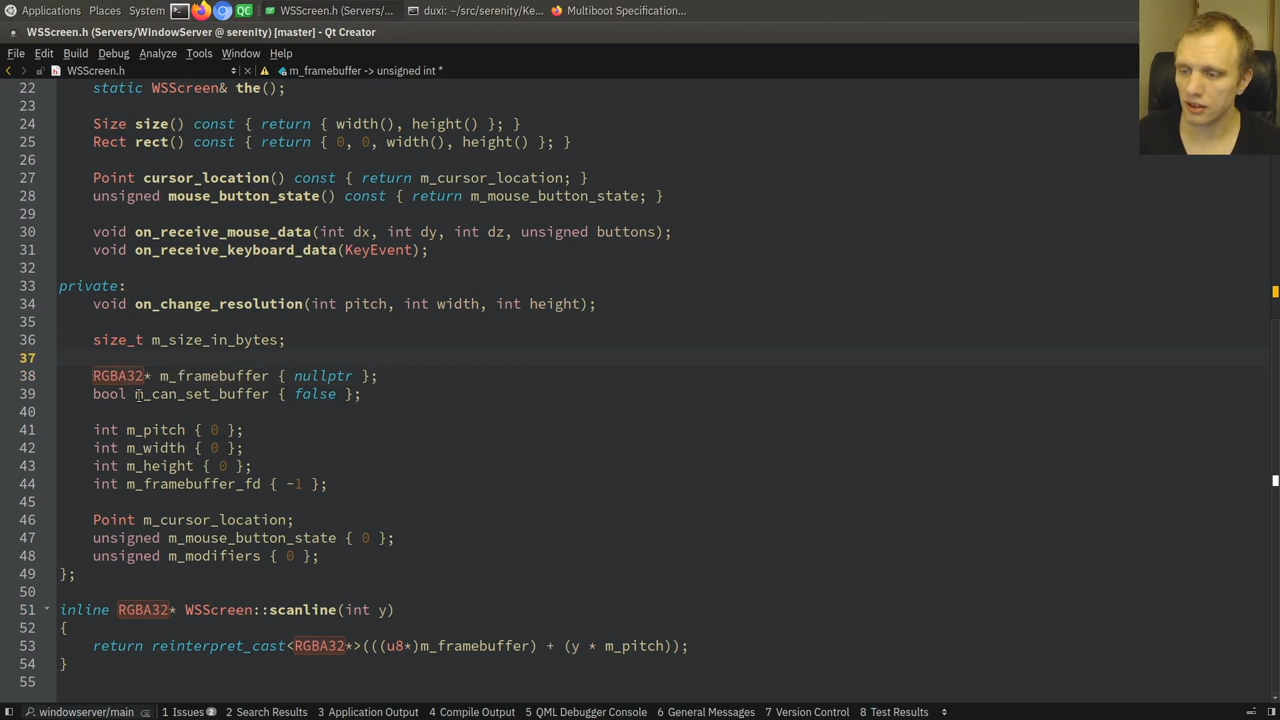 Applications Places System WSScreen.h (Servers/... duxi: ~/src/serenity/Ke... Multiboot Specification...
WSScreen.h (Servers/WindowServer @ serenity) [master] - Qt Creator
File Edit Build Debug Analyze Tools Window Help
WSScreen.h m_framebuffer -> unsigned int *
22 static WSScreen& the();
23
24 Size size() const { return { width(), height() }; }
25 Rect rect() const { return { 0, 0, width(), height() }; }
26
27 Point cursor_location() const { return m_cursor_location; }
28 unsigned mouse_button_state() const { return m_mouse_button_state; }
29
30 void on_receive_mouse_data(int dx, int dy, int dz, unsigned buttons);
31 void on_receive_keyboard_data(KeyEvent);
32
33 private:
34 void on_change_resolution(int pitch, int width, int height);
35
36 size_t m_size_in_bytes;
37
38 RGBA32* m_framebuffer { nullptr };
39 bool m_can_set_buffer { false };
40
41 int m_pitch { 0 };
42 int m_width { 0 };
43 int m_height { 0 };
44 int m_framebuffer_fd { -1 };
45
46 Point m_cursor_location;
47 unsigned m_mouse_button_state { 0 };
48 unsigned m_modifiers { 0 };
49 };
50
51 inline RGBA32* WSScreen::scanline(int y)
52 {
53 return reinterpret_cast<RGBA32*>(((u8*)m_framebuffer) + (y * m_pitch));
54 }
55
windowserver/main 1 Issues 2 2 Search Results 3 Application Output 4 Compile Output 5 QML Debugger Console 6 General Messages 7 Version Control 8 Test Results